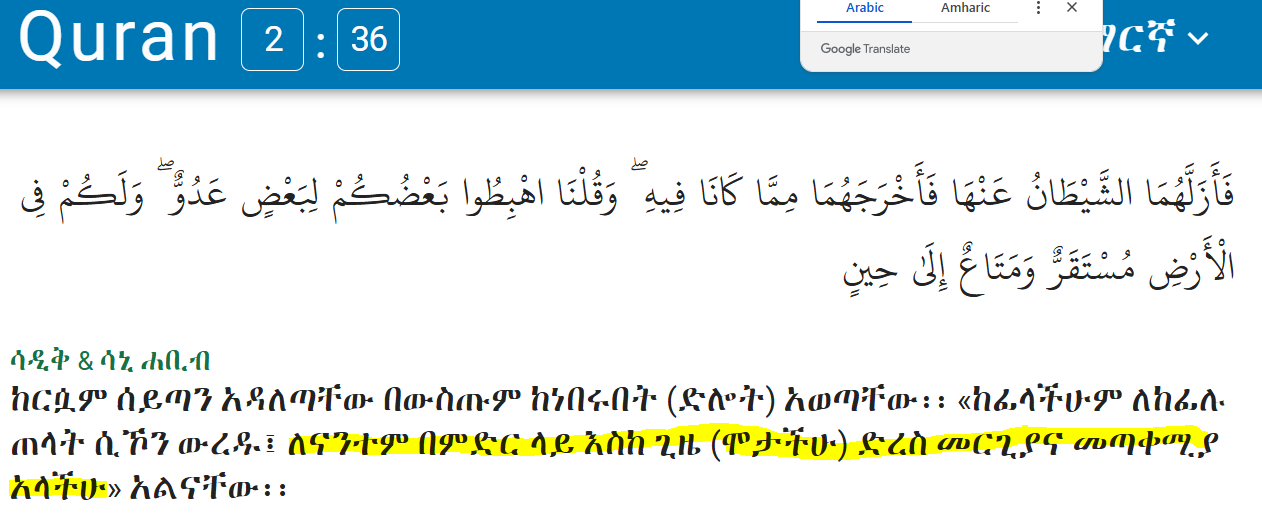 Quran 2 : 36
Arabic Amharic
Google Translate
ርኛ
فَأَزَلَّهُمَا الشَّيْطَانُ عَنْهَا فَأَخْرَجَهُمَا مِمَّا كَانَا فِيهِ ۖ وَقُلْنَا اهْبِطُوا بَعْضُكُمْ لِبَعْضٍ عَدُوٌّ ۖ وَلَكُمْ فِي
الْأَرْضِ مُسْتَقَرٌّ وَمَتَاعٌ إِلَىٰ حِينٍ
ሳዲቅ & ሳኒ ሐቢብ
ከርሷም ሰይጣን አዳለጣቸው በውስጡም ከነበሩበት (ድሎት) አወጣቸው፡፡ «ከፊላችሁም ለከፊሉ
ጠላት ሲኾን ውረዱ፤ ለናንተም በምድር ላይ እስከ ጊዜ (ሞታችሁ) ድረስ መርጊያና መጣቀሚያ
አላችሁ» አልናቸው፡፡